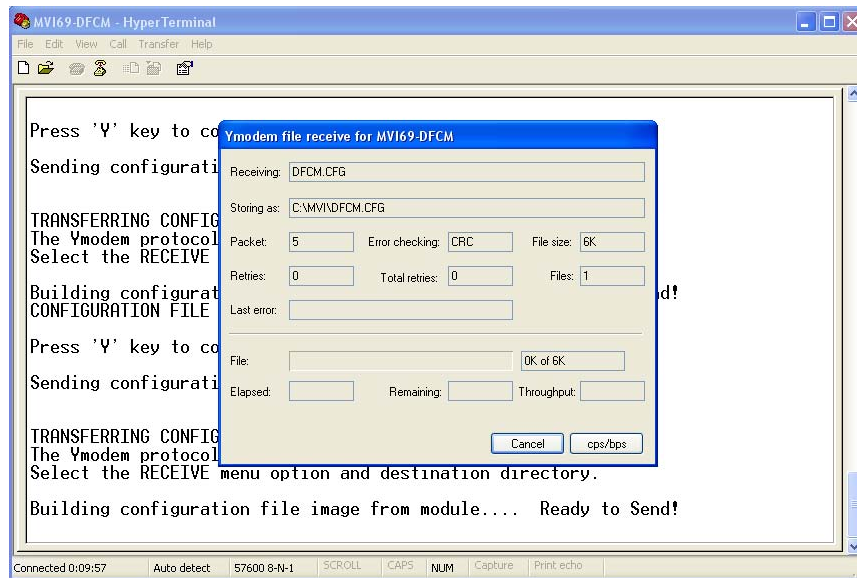 MVI69-DFCM - HyperTerminal
File Edit View Call Transfer Help
Press 'Y' key to co
Sending configurati
TRANSFERRING CONFIG
The Ymodem protocol
Select the RECEIVE
Building configurat d!
CONFIGURATION FILE
Press 'Y' key to co
Sending configurati
TRANSFERRING CONFIG
The Ymodem protocol
Select the RECEIVE menu option and destination directory.
Building configuration file image from module.... Ready to Send!
Ymodem file receive for MVI69-DFCM
Receiving: DFCM.CFG
Storing as: C:\MVI\DFCM.CFG
Packet: 5 Error checking: CRC File size: 6K
Retries: 0 Total retries: 0 Files: 1
Last error:
File: 0K of 6K
Elapsed: Remaining: Throughput:
Cancel cps/bps
Connected 0:09:57 Auto detect 57600 8-N-1 SCROLL CAPS NUM Capture Print echo